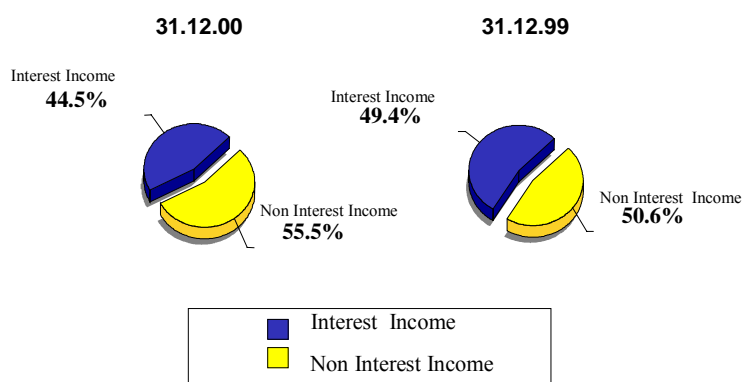 31.12.00
31.12.99
Interest Income
44.5%
Interest Income
49.4%
Non Interest Income
55.5%
Non Interest Income
50.6%
Interest Income
Non Interest Income